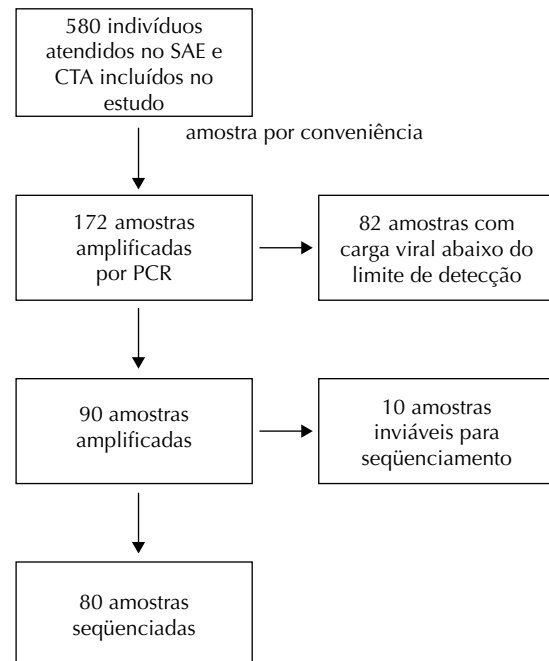 580 indivíduos
atendidos no SAE e
CTA incluídos no
estudo
amostra por conveniência
172 amostras
amplificadas
por PCR
82 amostras com
carga viral abaixo do
limite de detecção
90 amostras
amplificadas
10 amostras
inviáveis para
seqüenciamento
80 amostras
seqüenciadas